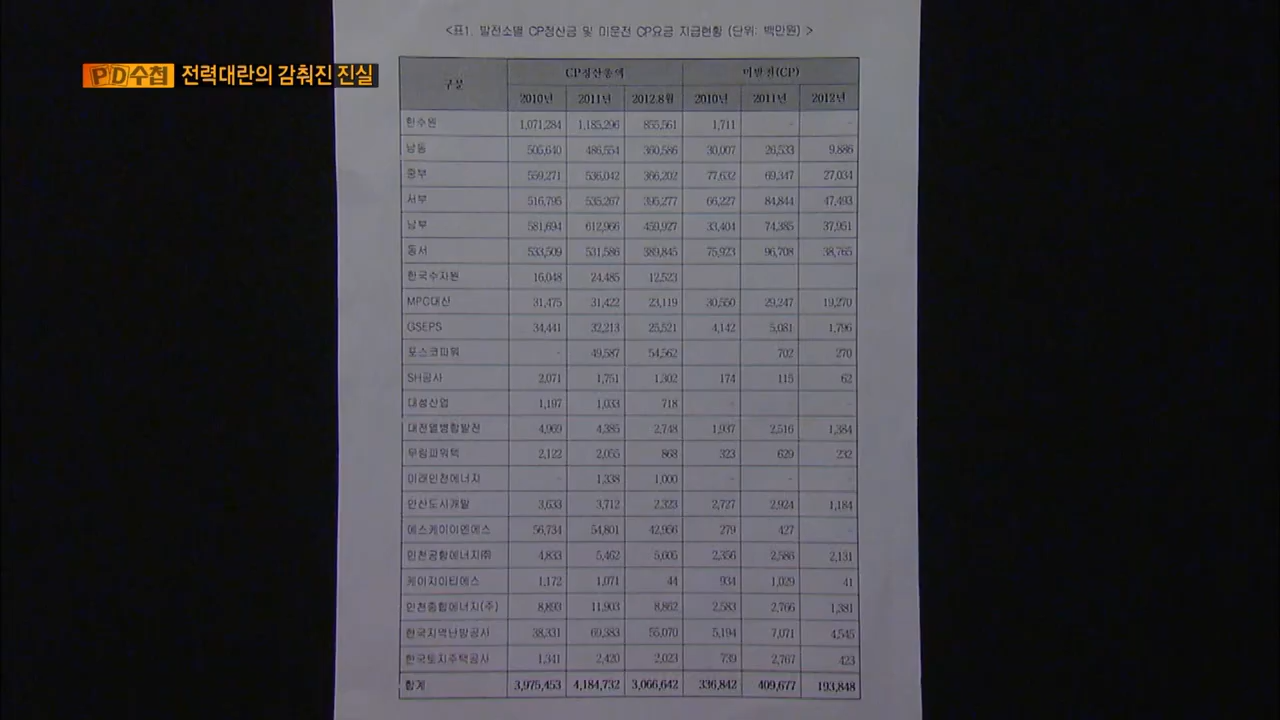 <표1. 발전소별 CP정산금 및 미운전 CP요금 지급현황 (단위: 백만원) >
PD수첩 전력대란의 감춰진 진실
구분 CP정산총액 미발전(CP)
2010년 2011년 2012.8월 2010년 2011년 2012년
한수원 1,071,284 1,185,296 855,561 1,711 - -
남동 505,640 486,554 360,586 30,007 26,533 9,886
중부 559,271 536,042 366,202 77,632 69,347 27,034
서부 516,795 535,267 395,277 66,227 84,844 47,493
남부 581,694 612,966 459,927 33,404 74,385 37,951
동서 533,509 531,586 389,845 75,923 96,708 38,765
한국수자원 16,048 24,485 12,523
MPC대산 31,475 31,422 23,119 30,550 29,247 19,270
GSEPS 34,441 32,213 25,521 4,142 5,081 1,796
포스코파워 - 49,587 54,562 702 270
SH공사 2,071 1,751 1,302 174 115 62
대성산업 1,197 1,033 718 - - -
대전열병합발전 4,969 4,385 2,748 1,937 2,516 1,384
무림파워텍 2,122 2,055 868 323 629 232
미래인천에너지 - 1,338 1,000 - - -
안산도시개발 3,633 3,712 2,323 2,727 2,924 1,184
에스케이이엔에스 56,734 54,801 42,956 279 427 -
인천공항에너지㈜ 4,833 5,462 5,005 2,356 2,586 2,131
케이지이티에스 1,172 1,071 44 934 1,029 41
인천종합에너지(주) 8,893 11,903 8,862 2,583 2,766 1,381
한국지역난방공사 38,331 69,383 55,070 5,194 7,071 4,545
한국토지주택공사 1,341 2,420 2,023 739 2,767 423
합계 3,975,453 4,184,732 3,066,642 336,842 409,677 193,848